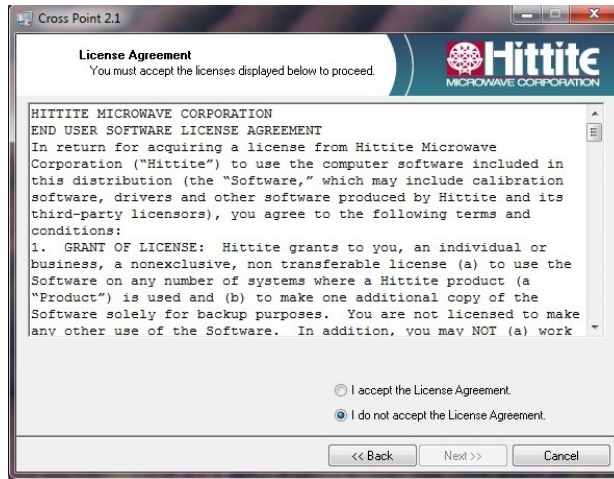 Cross Point 2.1
License Agreement
You must accept the licenses displayed below to proceed.
Hittite
MICROWAVE CORPORATION
HITTITE MICROWAVE CORPORATION
END USER SOFTWARE LICENSE AGREEMENT
In return for acquiring a license from Hittite Microwave
Corporation (“Hittite”) to use the computer software included in
this distribution (the “Software,” which may include calibration
software, drivers and other software produced by Hittite and its
third-party licensors), you agree to the following terms and
conditions:
1.  GRANT OF LICENSE:  Hittite grants to you, an individual or
business, a nonexclusive, non transferable license (a) to use the
Software on any number of systems where a Hittite product (a
“Product”) is used and (b) to make one additional copy of the
Software solely for backup purposes.  You are not licensed to make
any other use of the Software.  In addition, you may NOT (a) work
I accept the License Agreement.
I do not accept the License Agreement.
<< Back
Next >>
Cancel